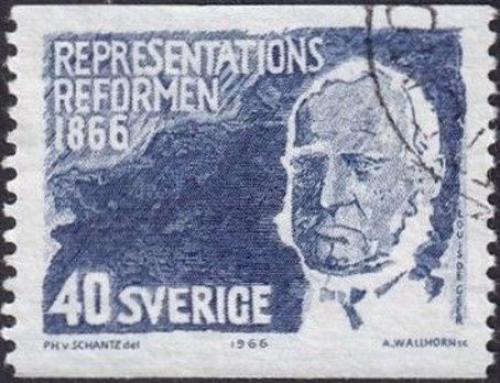 REPRESENTATIONS
REFORMEN
1866
LOUIS DE GEER
40 SVERIGE
PH.v.SCHANTZ del
1966
A.WALLHORN sc